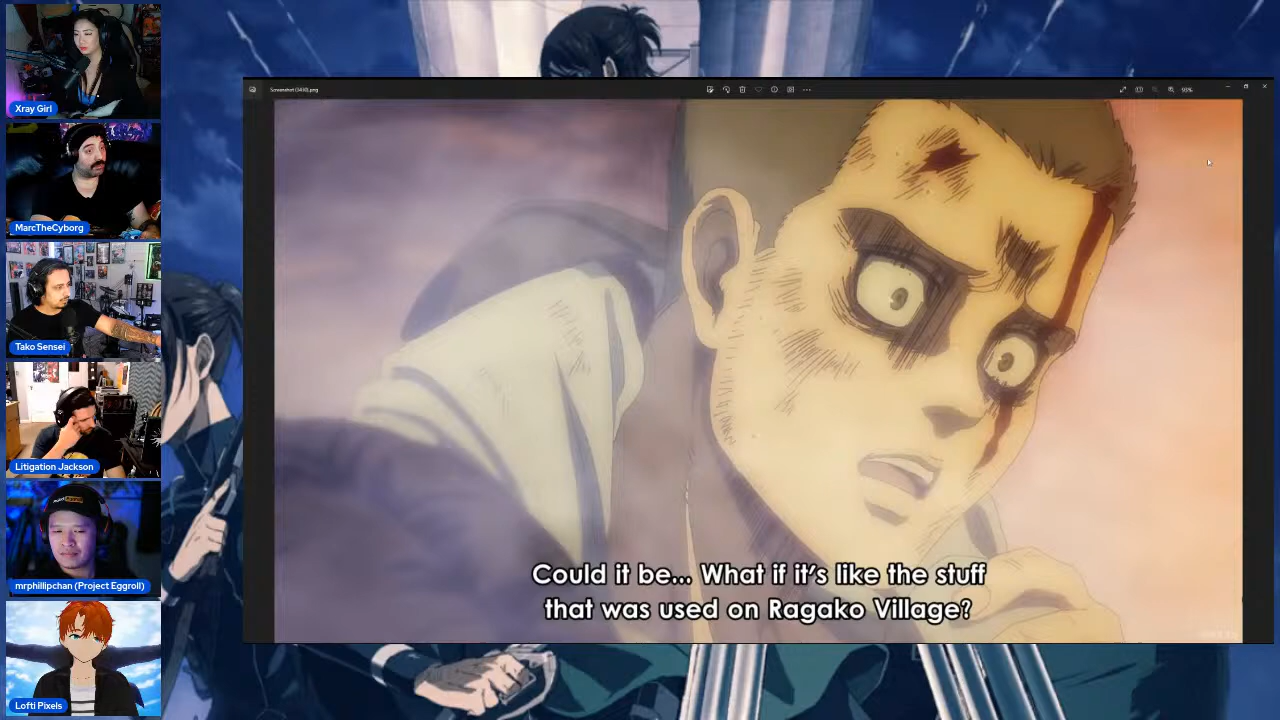 Xray Girl
MarcTheCyborg
Tako Sensei
Litigation Jackson
mrphillipchan (Project Eggroll)
Lofti Pixels
93%
Could it be... What if it's like the stuff
that was used on Ragako Village?